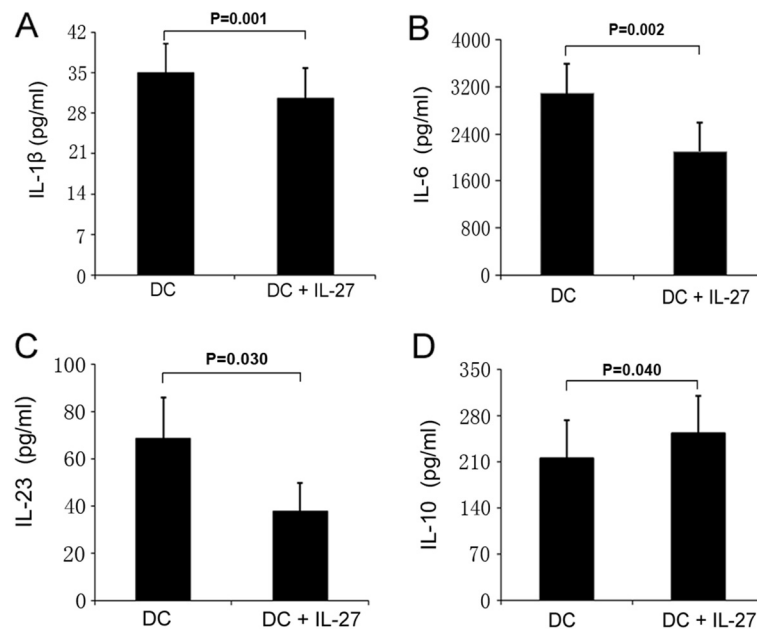 A
P=0.001
IL-1β (pg/ml)
42
35
28
21
14
7
0
DC
DC + IL-27
B
P=0.002
IL-6 (pg/ml)
4000
3200
2400
1600
800
0
DC
DC + IL-27
C
P=0.030
IL-23 (pg/ml)
100
80
60
40
20
0
DC
DC + IL-27
D
P=0.040
IL-10 (pg/ml)
350
280
210
140
70
0
DC
DC + IL-27